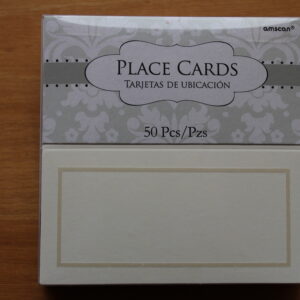 amscan®
PLACE CARDS
TARJETAS DE UBICACIÓN
50 Pcs/Pzs